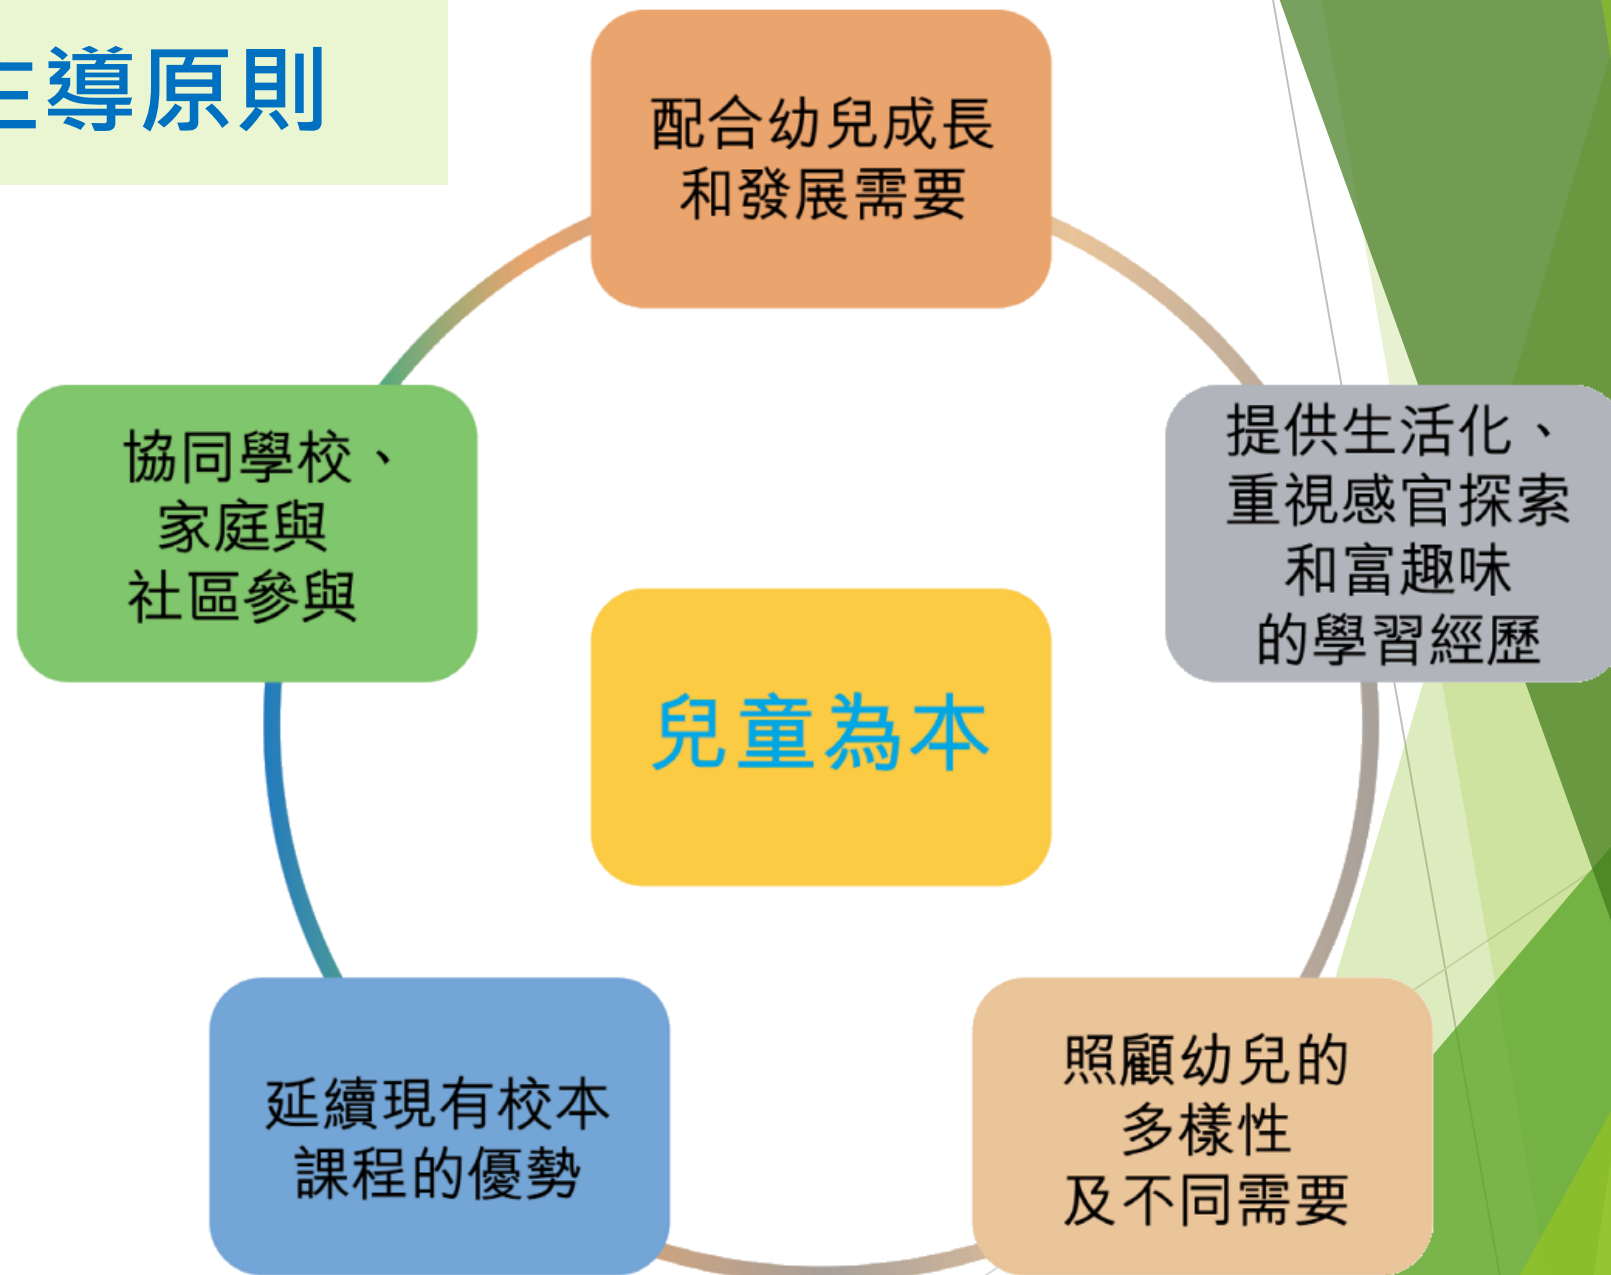 主導原則
配合幼兒成長
和發展需要
提供生活化、
重視感官探索
和富趣味
的學習經歷
照顧幼兒的
多樣性
及不同需要
延續現有校本
課程的優勢
協同學校、
家庭與
社區參與
兒童為本